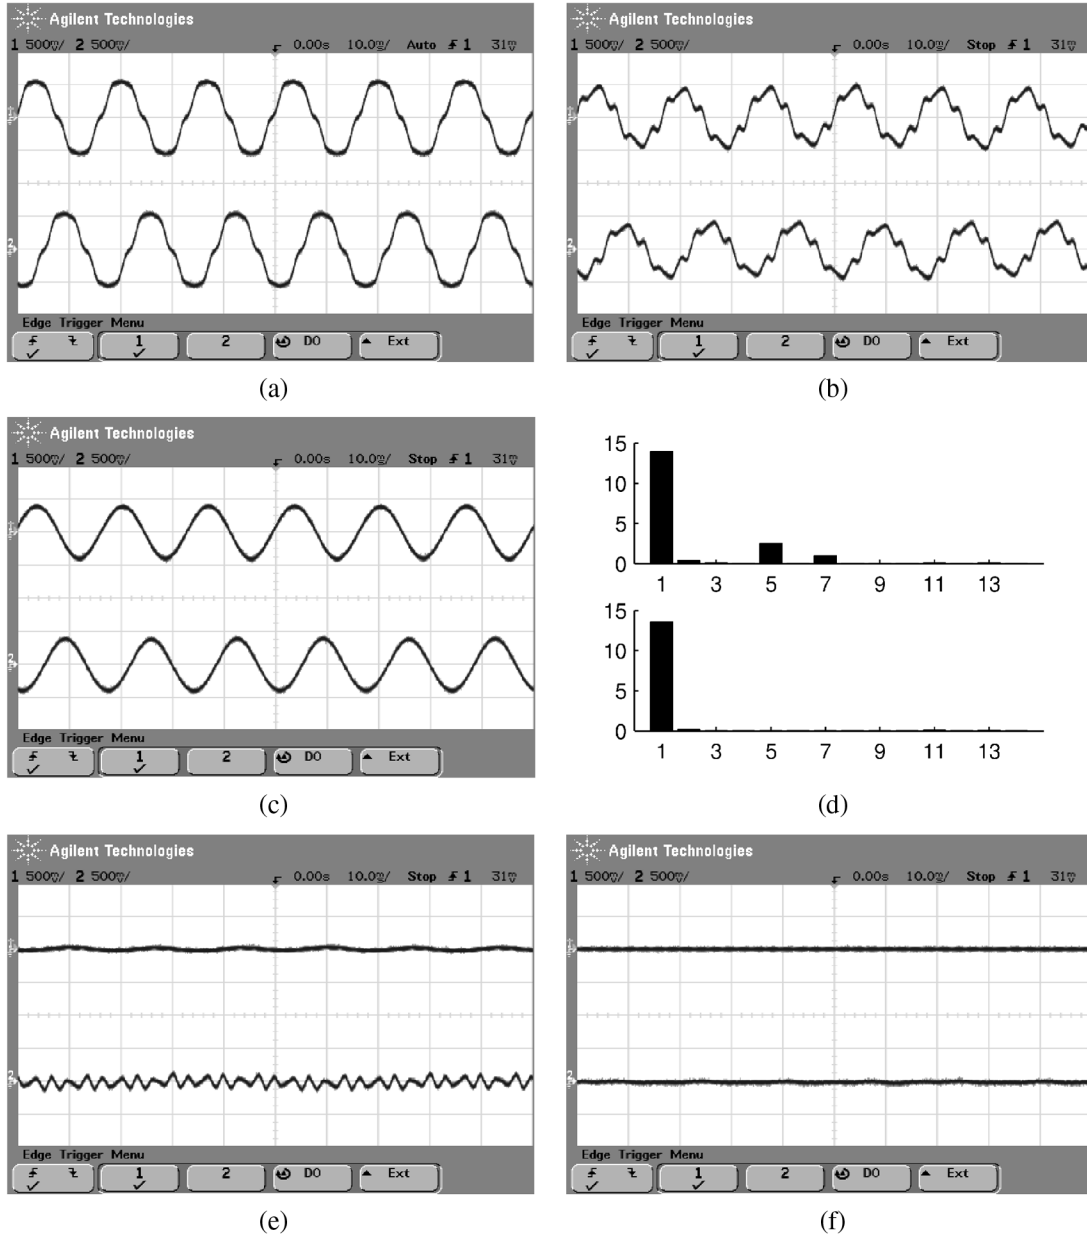 Agilent Technologies
1 500㎷/ 2 500㎷/ 0.00s 10.0㎳/ Auto 1 31㎷
Edge Trigger Menu
1 2 D0 Ext
(a)
Agilent Technologies
1 500㎷/ 2 500㎷/ 0.00s 10.0㎳/ Stop 1 31㎷
Edge Trigger Menu
1 2 D0 Ext
(b)
Agilent Technologies
1 500㎷/ 2 500㎷/ 0.00s 10.0㎳/ Stop 1 31㎷
Edge Trigger Menu
1 2 D0 Ext
(c)
15
10
5
0
1 3 5 7 9 11 13
15
10
5
0
1 3 5 7 9 11 13
(d)
Agilent Technologies
1 500㎷/ 2 500㎷/ 0.00s 10.0㎳/ Stop 1 31㎷
Edge Trigger Menu
1 2 D0 Ext
(e)
Agilent Technologies
1 500㎷/ 2 500㎷/ 0.00s 10.0㎳/ Stop 1 31㎷
Edge Trigger Menu
1 2 D0 Ext
(f)